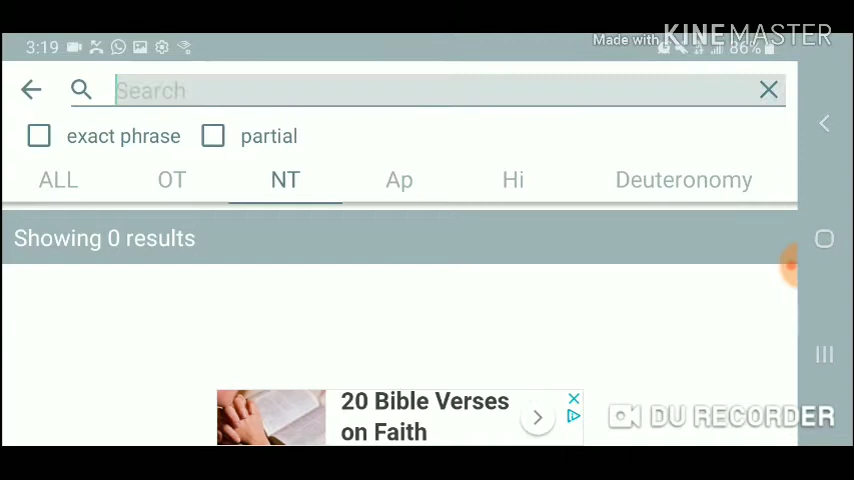 Made with KINEMASTER
3:19 86%
Search
exact phrase partial
ALL OT NT Ap Hi Deuteronomy
Showing 0 results
20 Bible Verses
on Faith
DU RECORDER